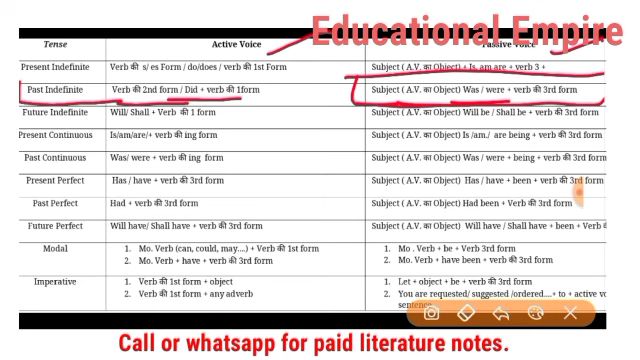 Educational Empire
Tense Active Voice Passive Voice
Present Indefinite Verb की s/ es Form / do/does / verb की 1st Form Subject ( A.V. का Object) + Is, am are + verb 3 +
Past Indefinite Verb की 2nd form / Did + verb की 1form Subject ( A.V. का Object) Was / were + verb की 3rd form
Future Indefinite Will/ Shall + Verb की 1 form Subject ( A.V. का Object) Will be / Shall be + verb की 3rd form
Present Continuous Is/am/are/+ verb की ing form Subject ( A.V. का Object) Is /am./ are being + verb की 3rd form
Past Continuous Was/ were + verb की ing form Subject ( A.V. का Object) Was / were + being + verb की 3rd form
Present Perfect Has / have + verb की 3rd form Subject ( A.V. का Object) Has / have + been + verb की 3rd form
Past Perfect Had + verb की 3rd form Subject ( A.V. का Object) Had been + Verb की 3rd form
Future Perfect Will have/ Shall have + verb की 3rd form Subject ( A.V. का Object) Will have / Shall have + been + Verb
Modal 1. Mo. Verb (can, could, may....) + Verb की 1st form 1. Mo . Verb + be + Verb 3rd form
2. Mo. Verb + have + verb की 3rd form 2. Mo. Verb + have been + verb की 3rd form
Imperative 1. Verb की 1st form + object 1. Let + object + be + verb की 3rd form
2. Verb की 1st form + any adverb 2. You are requested/ suggested /ordered....+ to + active
sentence
Call or whatsapp for paid literature notes.